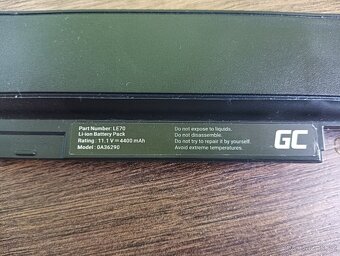 Part Number: LE70
Li-ion Battery Pack
Rating : 11.1 V⎓ 4400 mAh
Model : 0A36290
Do not expose to liquids.
Do not disassemble.
Do not try to repair it by yourself.
Avoid extreme temperatures.
GC